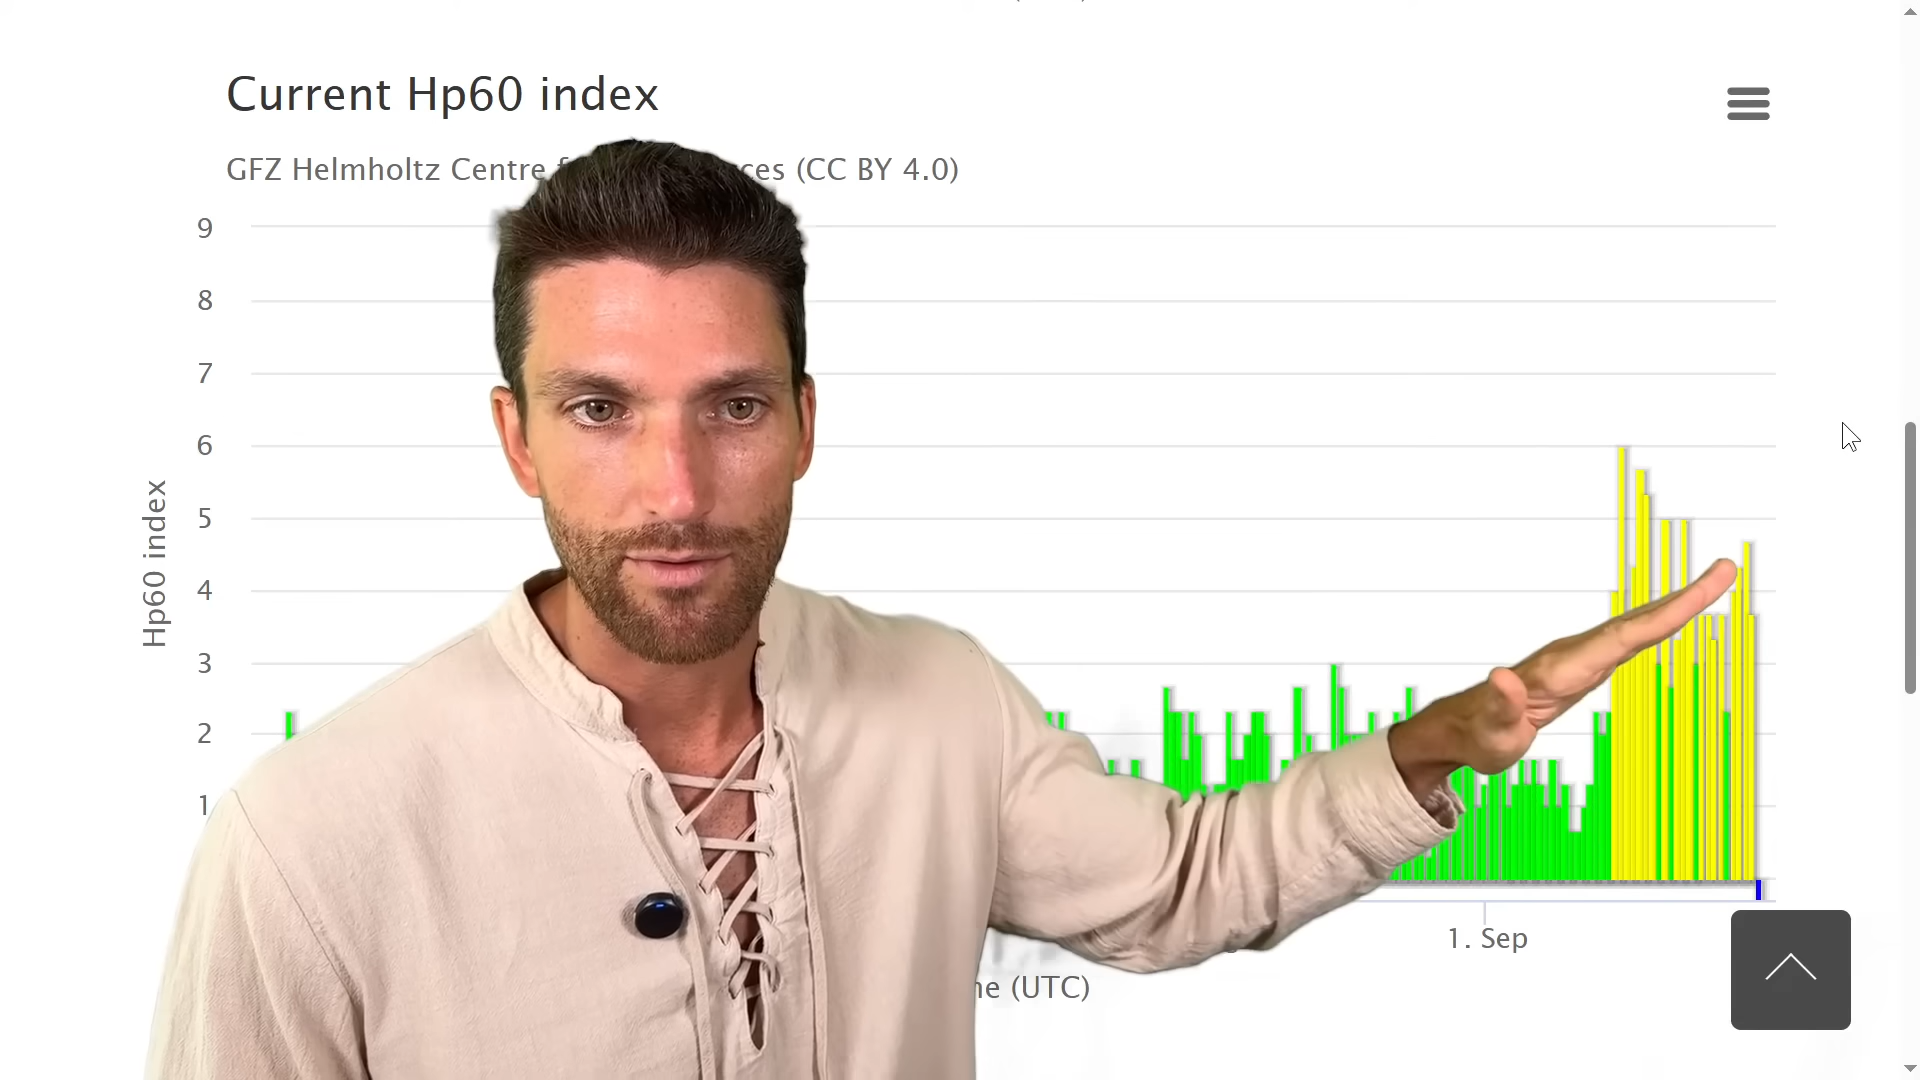 Current Hp60 index
GFZ Helmholtz Centre ces (CC BY 4.0)
9
8
7
6
5
4
3
2
1
Hp60 index
1. Sep
(UTC)